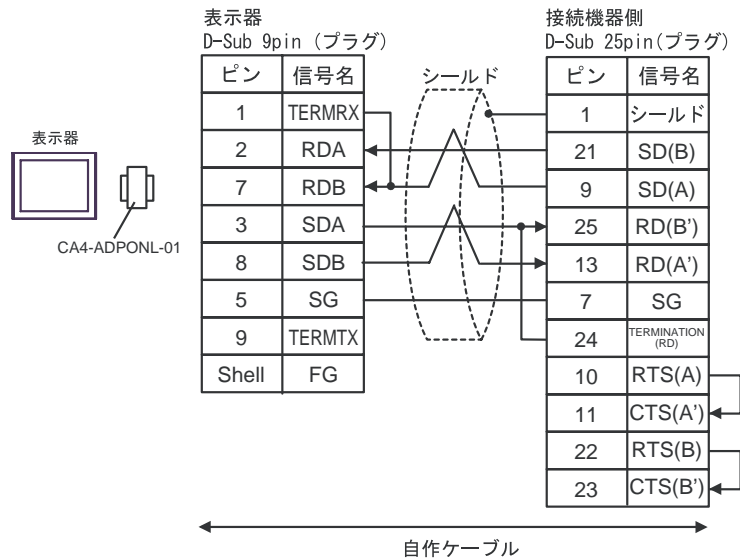 表示器
D-Sub 9pin (プラグ)
接続機器側
D-Sub 25pin(プラグ)
ピン 信号名
シールド
ピン 信号名
1 TERMRX
1 シールド
2 RDA
21 SD(B)
7 RDB
9 SD(A)
3 SDA
25 RD(B')
8 SDB
13 RD(A')
5 SG
7 SG
9 TERMTX
24 TERMINATION
(RD)
Shell FG
10 RTS(A)
11 CTS(A')
22 RTS(B)
23 CTS(B')
表示器
CA4-ADPONL-01
自作ケーブル